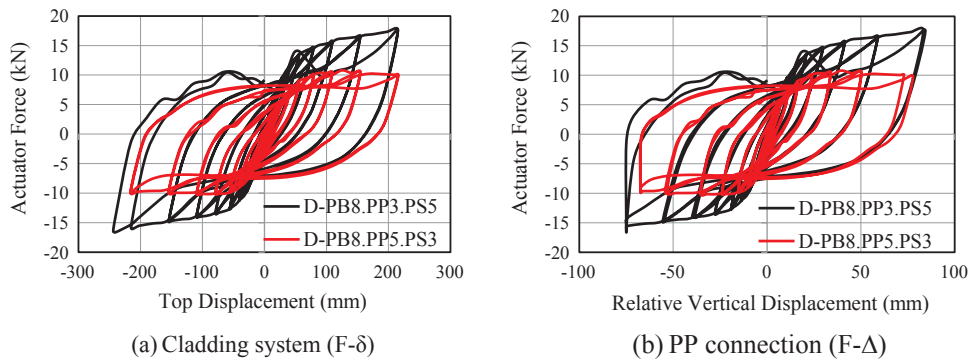 Actuator Force (kN)
20
15
10
5
0
-5
-10
-15
-20
-300 -200 -100 0 100 200 300
D-PB8.PP3.PS5
D-PB8.PP5.PS3
Top Displacement (mm)
(a) Cladding system (F-δ)
Actuator Force (kN)
20
15
10
5
0
-5
-10
-15
-20
-100 -50 0 50 100
D-PB8.PP3.PS5
D-PB8.PP5.PS3
Relative Vertical Displacement (mm)
(b) PP connection (F-Δ)